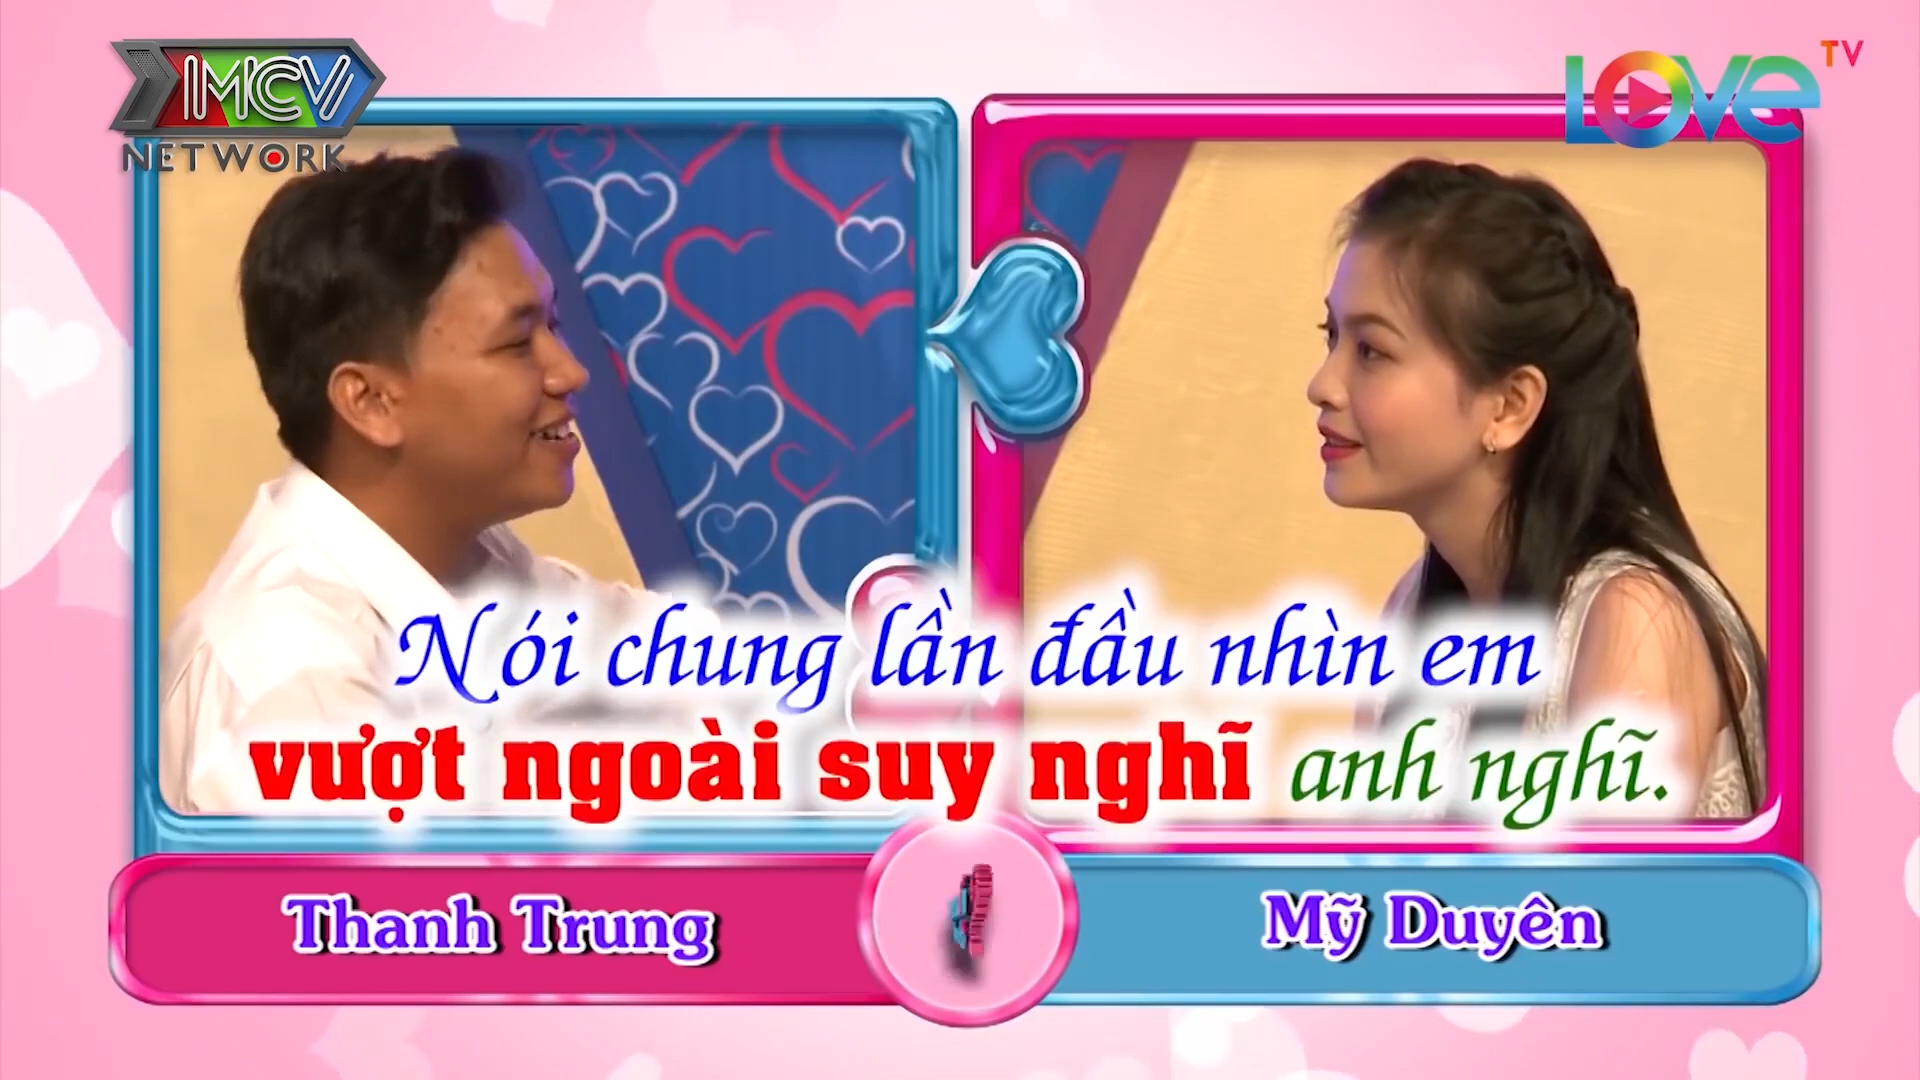 MCV
NETWORK
LOVE TV
Nói chung lần đầu nhìn em
vượt ngoài suy nghĩ anh nghĩ.
Thanh Trung
Mỹ Duyên